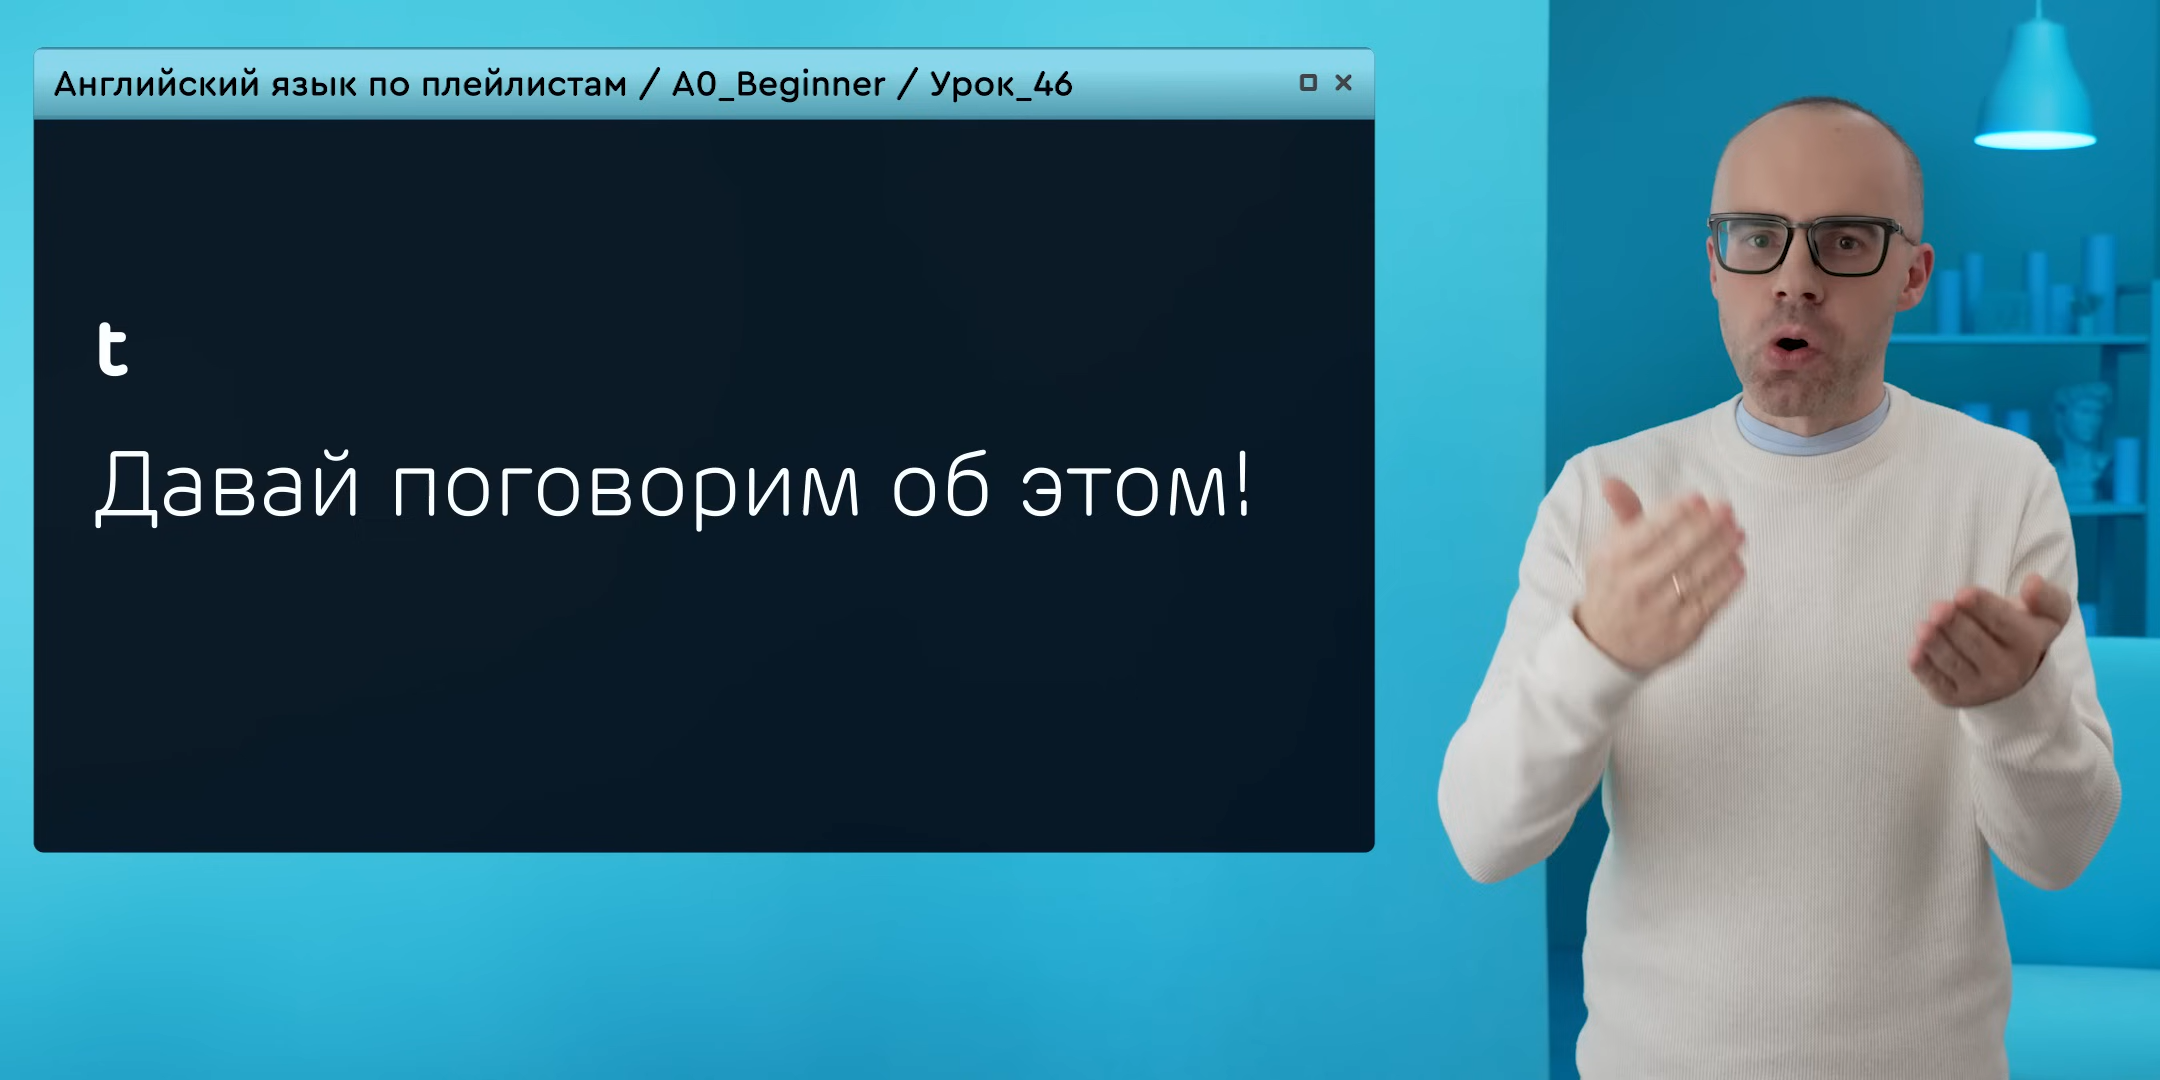 Английский язык по плейлистам / A0_Beginner / Урок_46
t
Давай поговорим об этом!